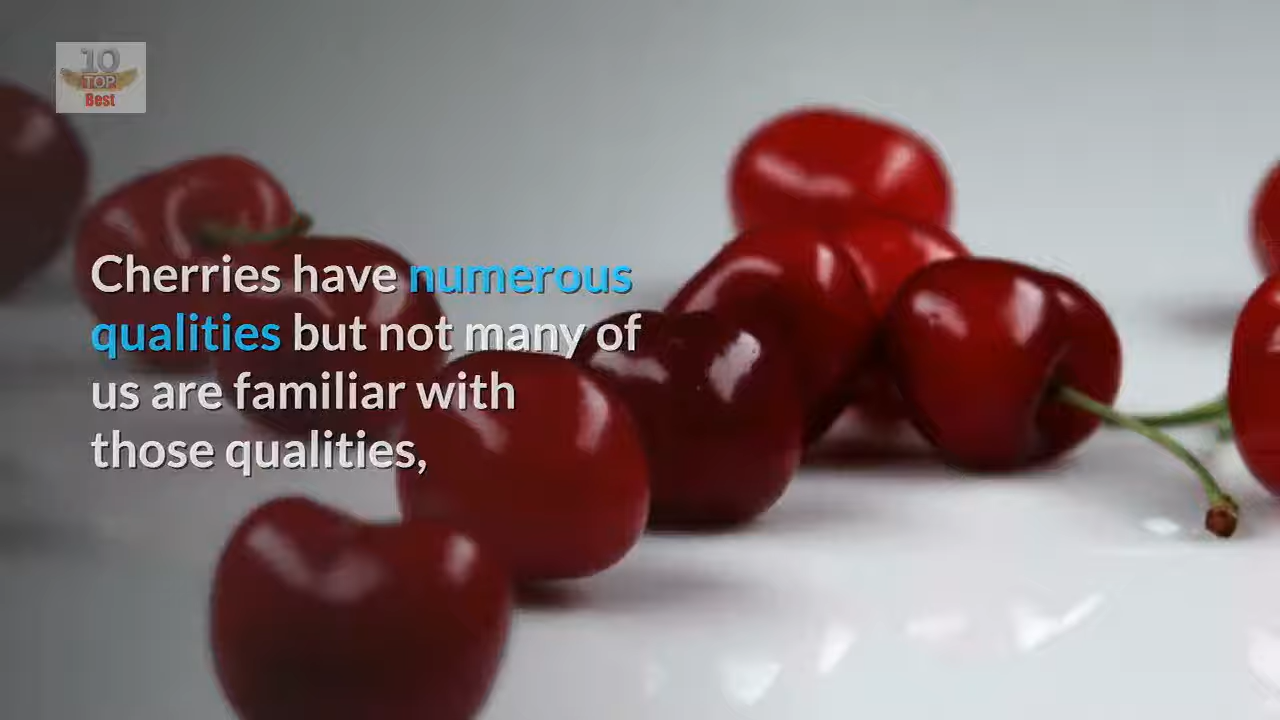 10
TOP
Best
Cherries have numerous
qualities but not many of
us are familiar with
those qualities,